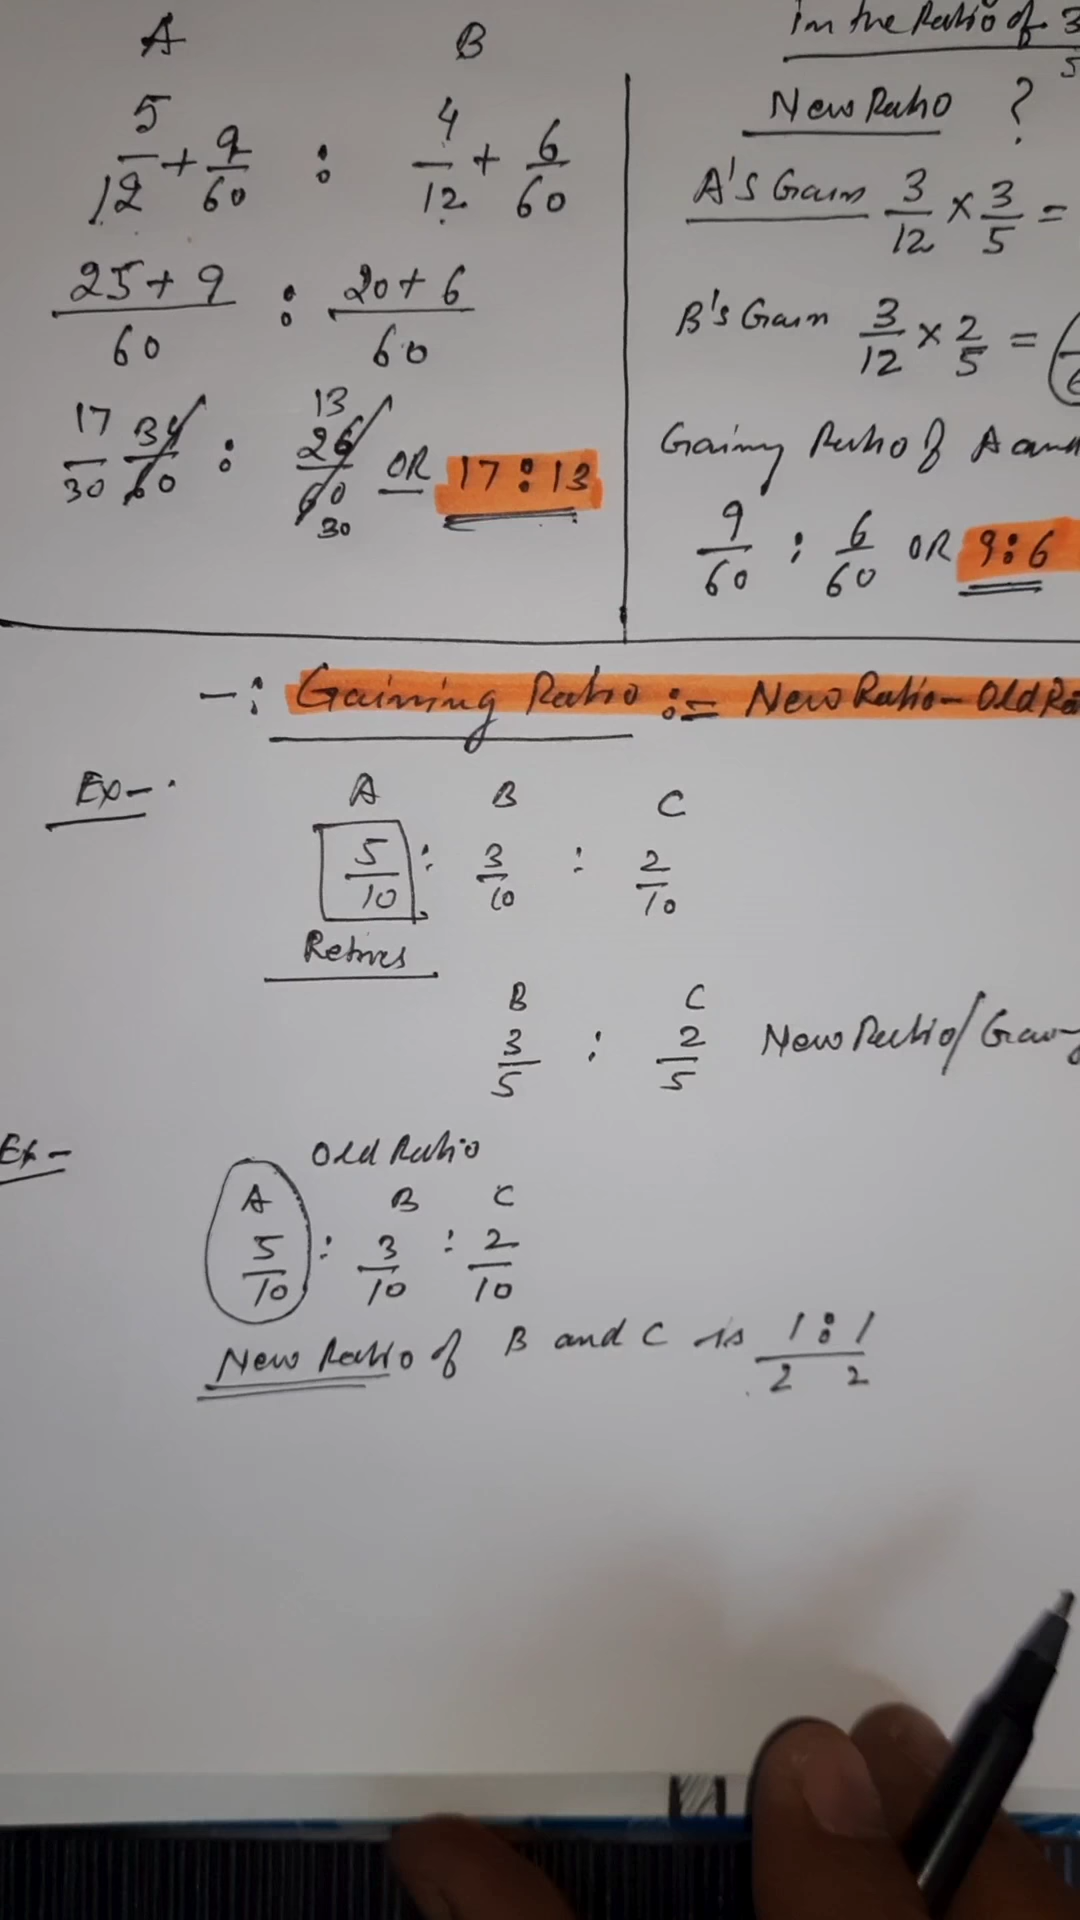 A B
5/12 + 9/60 : 4/12 + 6/60
25+9/60 : 20+6/60
17/30 34/60 : 13 26/60 30 OR 17:13
in the Ratio of 3
5
New Ratio ?
A's Gain 3/12 × 3/5 =
B's Gain 3/12 × 2/5 =
6
Gaining Ratio of A and
9/60 : 6/60 OR 9:6
-: Gaining Ratio := New Ratio - Old Ra
Ex-.
A B C
5/10 : 3/10 : 2/10
Retires
B C
3/5 : 2/5 New Ratio/Gaining
Ex-
Old Ratio
A B C
5/10 : 3/10 : 2/10
New Ratio of B and C is 1:1
2 2